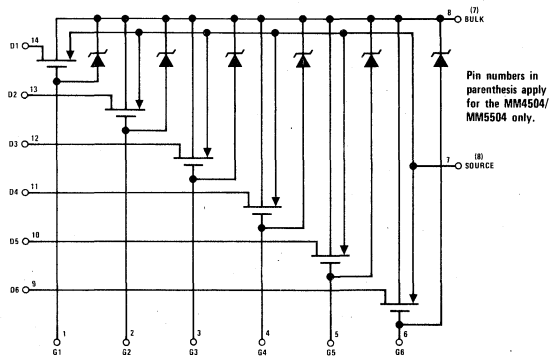 8 (7) BULK
D1 14
D2 13
D3 12
D4 11
D5 10
D6 9
Pin numbers in
parenthesis apply
for the MM4504/
MM5504 only.
7 (8) SOURCE
1 2 3 4 5 6
G1 G2 G3 G4 G5 G6